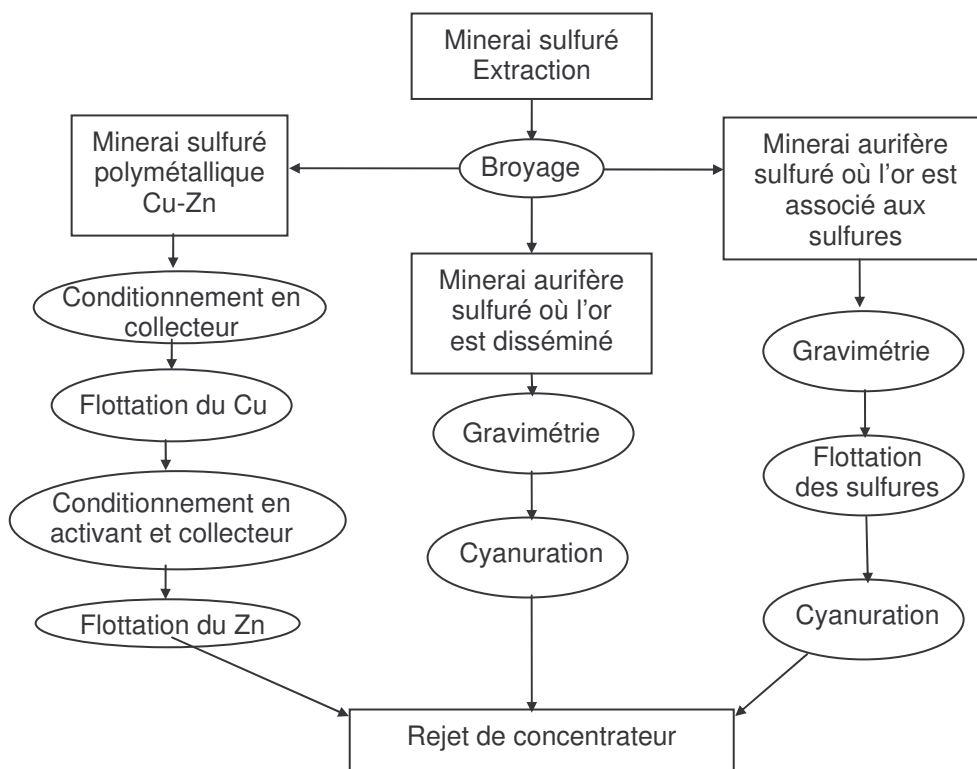 Minerai sulfuré
Extraction
Broyage
Minerai sulfuré
polymétallique
Cu-Zn
Conditionnement en
collecteur
Flottation du Cu
Conditionnement en
activant et collecteur
Flottation du Zn
Minerai aurifère
sulfuré où l’or
est disséminé
Gravimétrie
Cyanuration
Minerai aurifère
sulfuré où l’or est
associé aux
sulfures
Gravimétrie
Flottation
des sulfures
Cyanuration
Rejet de concentrateur